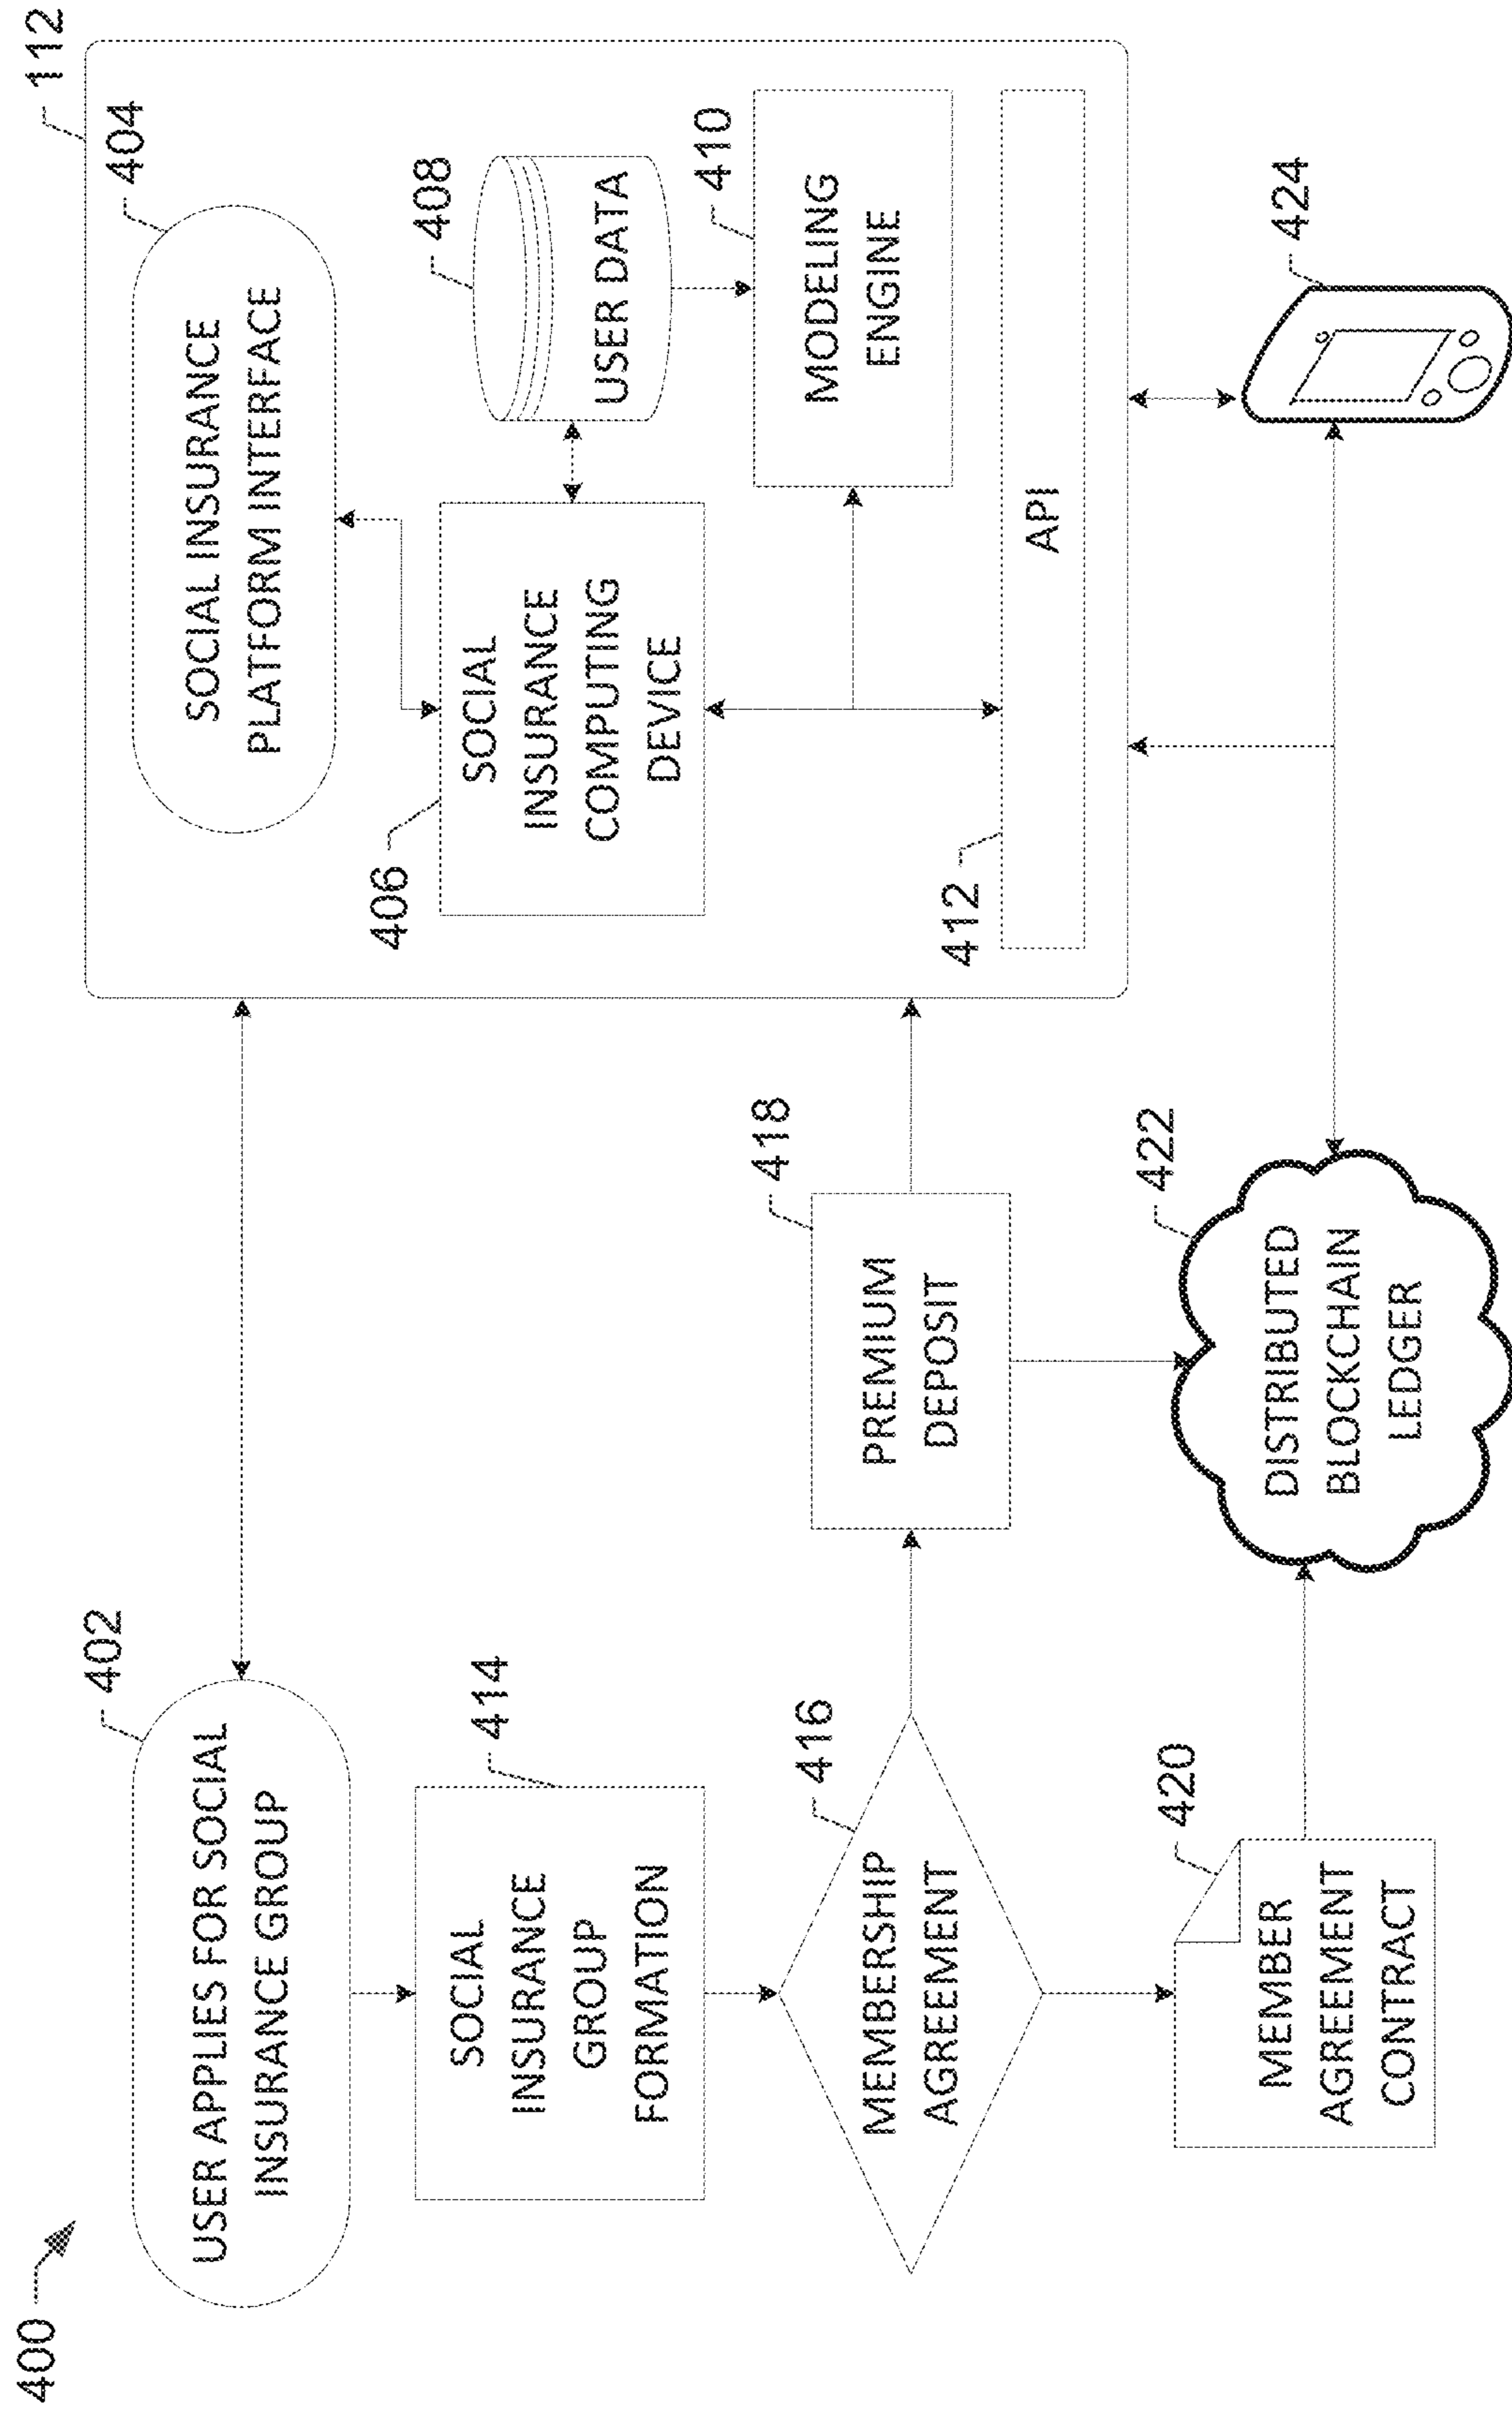 400
402
USER APPLIES FOR SOCIAL
INSURANCE GROUP
414
SOCIAL
INSURANCE
GROUP
FORMATION
416
MEMBERSHIP
AGREEMENT
420
MEMBER
AGREEMENT
CONTRACT
418
PREMIUM
DEPOSIT
422
DISTRIBUTED
BLOCKCHAIN
LEDGER
112
404
SOCIAL INSURANCE
PLATFORM INTERFACE
406
SOCIAL
INSURANCE
COMPUTING
DEVICE
408
USER DATA
410
MODELING
ENGINE
412
API
424